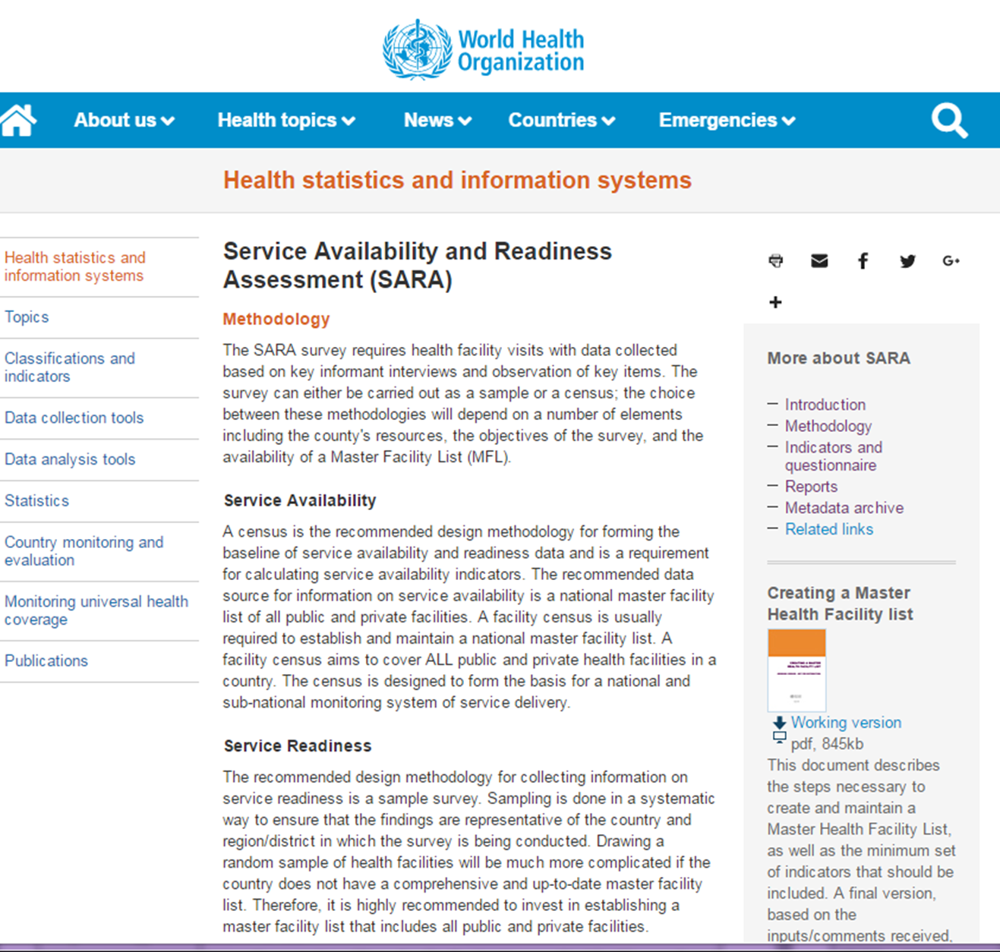 World Health
Organization
About us
Health topics
News
Countries
Emergencies
Health statistics and information systems
Health statistics and
information systems
Topics
Classifications and
indicators
Data collection tools
Data analysis tools
Statistics
Country monitoring and
evaluation
Monitoring universal health
coverage
Publications
Service Availability and Readiness
Assessment (SARA)
Methodology
The SARA survey requires health facility visits with data collected
based on key informant interviews and observation of key items. The
survey can either be carried out as a sample or a census; the choice
between these methodologies will depend on a number of elements
including the county's resources, the objectives of the survey, and the
availability of a Master Facility List (MFL).
Service Availability
A census is the recommended design methodology for forming the
baseline of service availability and readiness data and is a requirement
for calculating service availability indicators. The recommended data
source for information on service availability is a national master facility
list of all public and private facilities. A facility census is usually
required to establish and maintain a national master facility list. A
facility census aims to cover ALL public and private health facilities in a
country. The census is designed to form the basis for a national and
sub-national monitoring system of service delivery.
Service Readiness
The recommended design methodology for collecting information on
service readiness is a sample survey. Sampling is done in a systematic
way to ensure that the findings are representative of the country and
region/district in which the survey is being conducted. Drawing a
random sample of health facilities will be much more complicated if the
country does not have a comprehensive and up-to-date master facility
list. Therefore, it is highly recommended to invest in establishing a
master facility list that includes all public and private facilities.
G+
More about SARA
– Introduction
– Methodology
– Indicators and
questionnaire
– Reports
– Metadata archive
– Related links
Creating a Master
Health Facility list
CREATING A MASTER
HEALTH FACILITY LIST
Working version
pdf, 845kb
This document describes
the steps necessary to
create and maintain a
Master Health Facility List,
as well as the minimum set
of indicators that should be
included. A final version,
based on the
inputs/comments received,